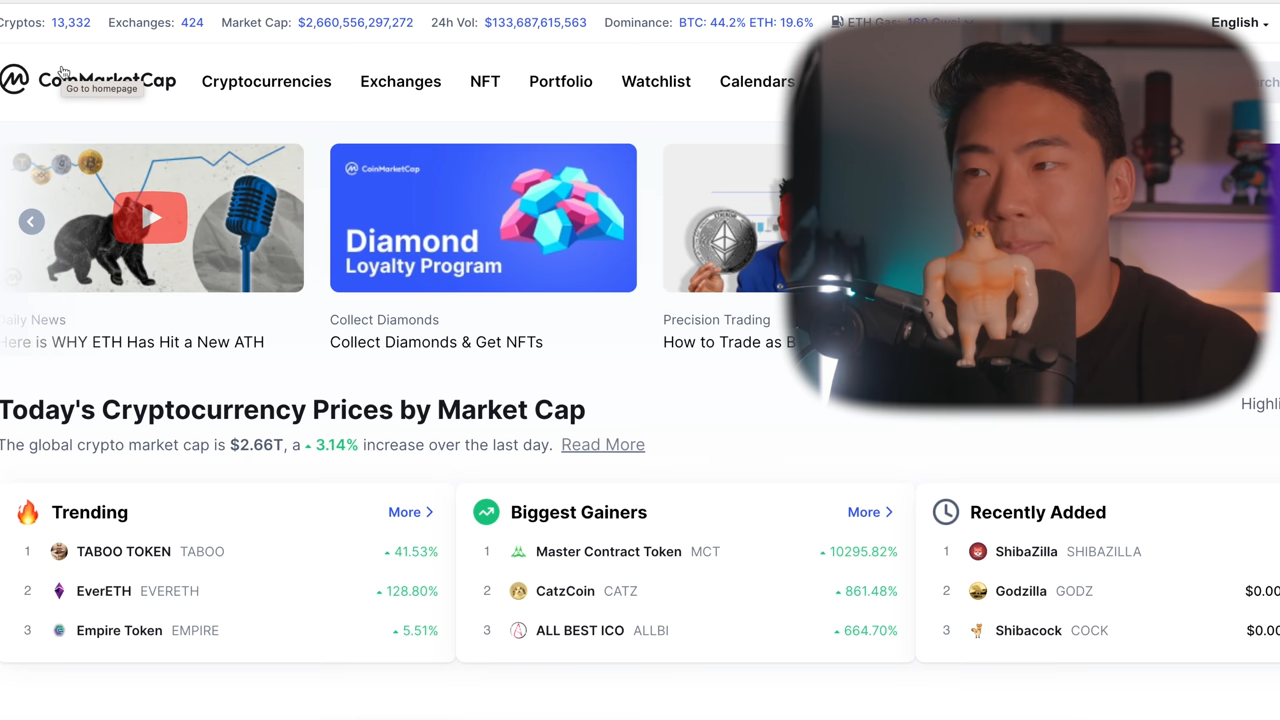 Cryptos: 13,332 Exchanges: 424 Market Cap: $2,660,556,297,272 24h Vol: $133,687,615,563 Dominance: BTC: 44.2% ETH: 19.6% ETH Gas: English
CoinMarketCap Cryptocurrencies Exchanges NFT Portfolio Watchlist Calendars
Go to homepage
CoinMarketCap
Diamond
Loyalty Program
Daily News
Here is WHY ETH Has Hit a New ATH
Collect Diamonds
Collect Diamonds & Get NFTs
Precision Trading
How to Trade as
Today's Cryptocurrency Prices by Market Cap
The global crypto market cap is $2.66T, a 3.14% increase over the last day. Read More
Trending More
1 TABOO TOKEN TABOO 41.53%
2 EverETH EVERETH 128.80%
3 Empire Token EMPIRE 5.51%
Biggest Gainers More
1 Master Contract Token MCT 10295.82%
2 CatzCoin CATZ 861.48%
3 ALL BEST ICO ALLBI 664.70%
Recently Added
1 ShibaZilla SHIBAZILLA
2 Godzilla GODZ $0.00
3 Shibacock COCK $0.00